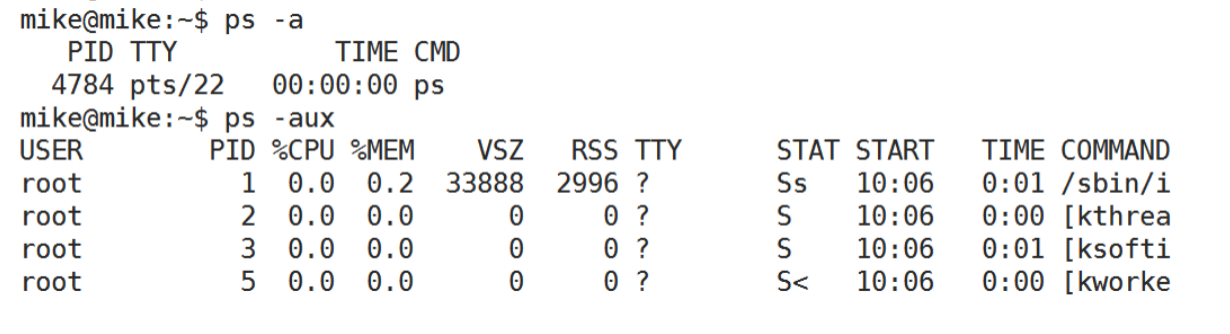 mike@mike:~$ ps -a
   PID TTY          TIME CMD
  4784 pts/22   00:00:00 ps
mike@mike:~$ ps -aux
USER        PID %CPU %MEM    VSZ   RSS TTY      STAT START   TIME COMMAND
root          1  0.0  0.2  33888  2996 ?        Ss   10:06   0:01 /sbin/i
root          2  0.0  0.0      0     0 ?        S    10:06   0:00 [kthrea
root          3  0.0  0.0      0     0 ?        S    10:06   0:01 [ksofti
root          5  0.0  0.0      0     0 ?        S<   10:06   0:00 [kworke